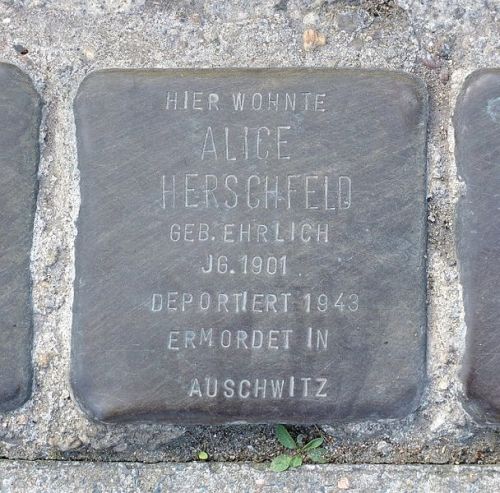 HIER WOHNTE
ALICE
HERSCHFELD
GEB. EHRLICH
JG. 1901
DEPORTIERT 1943
ERMORDET IN
AUSCHWITZ